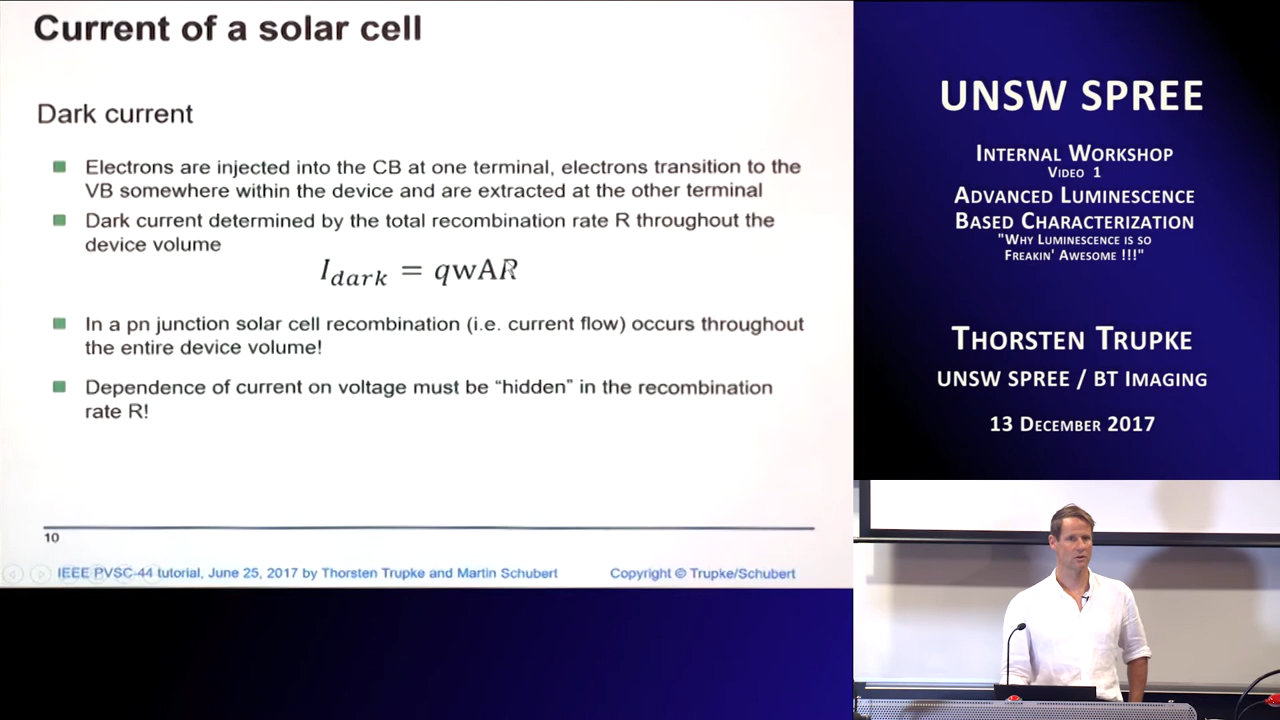 Current of a solar cell
Dark current
Electrons are injected into the CB at one terminal, electrons transition to the
VB somewhere within the device and are extracted at the other terminal
Dark current determined by the total recombination rate R throughout the
device volume
I_dark = qwAR
In a pn junction solar cell recombination (i.e. current flow) occurs throughout
the entire device volume!
Dependence of current on voltage must be “hidden” in the recombination
rate R!
10
IEEE PVSC-44 tutorial, June 25, 2017 by Thorsten Trupke and Martin Schubert
Copyright © Trupke/Schubert
UNSW SPREE
INTERNAL WORKSHOP
VIDEO 1
ADVANCED LUMINESCENCE
BASED CHARACTERIZATION
"WHY LUMINESCENCE IS SO
FREAKIN' AWESOME !!!"
THORSTEN TRUPKE
UNSW SPREE / BT IMAGING
13 DECEMBER 2017